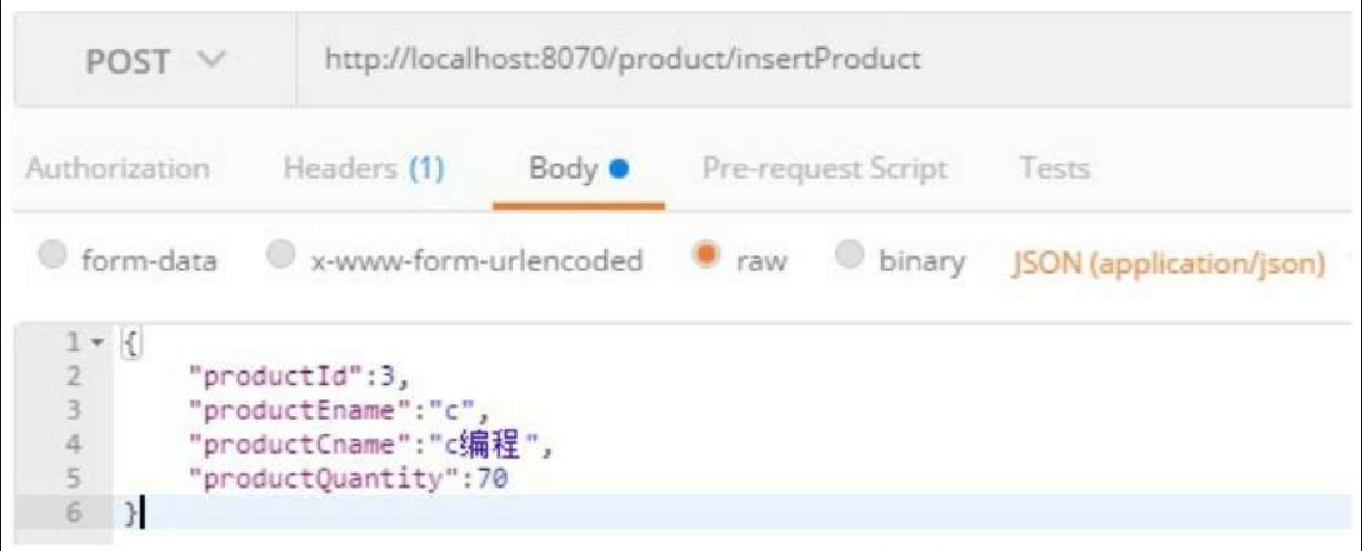 POST http://localhost:8070/product/insertProduct
Authorization Headers (1) Body Pre-request Script Tests
form-data x-www-form-urlencoded raw binary JSON (application/json)
1 {
2 "productId":3,
3 "productEname":"c",
4 "productCname":"c编程",
5 "productQuantity":70
6 }